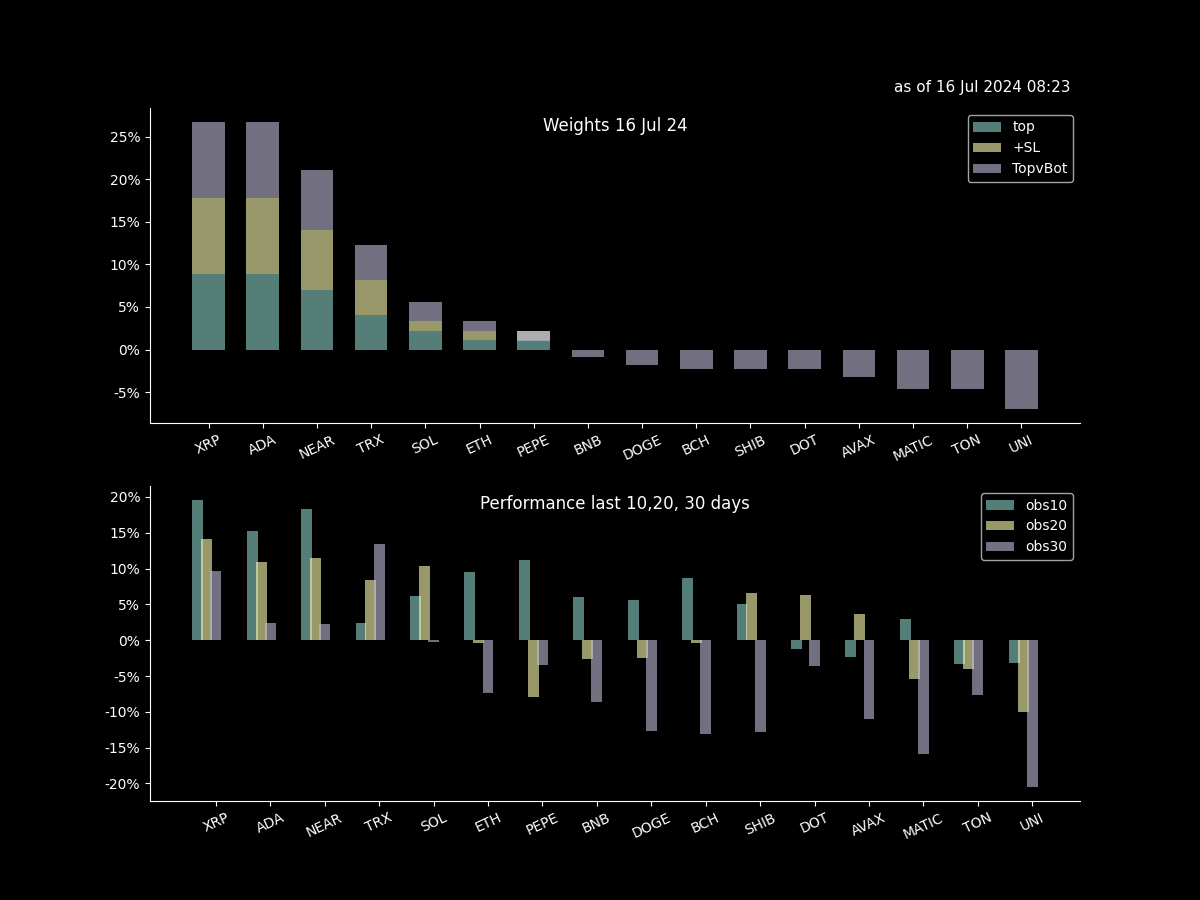 as of 16 Jul 2024 08:23
Weights 16 Jul 24
top
+SL
TopvBot
25%
20%
15%
10%
5%
0%
-5%
XRP ADA NEAR TRX SOL ETH PEPE BNB DOGE BCH SHIB DOT AVAX MATIC TON UNI
Performance last 10,20, 30 days
obs10
obs20
obs30
20%
15%
10%
5%
0%
-5%
-10%
-15%
-20%
XRP ADA NEAR TRX SOL ETH PEPE BNB DOGE BCH SHIB DOT AVAX MATIC TON UNI